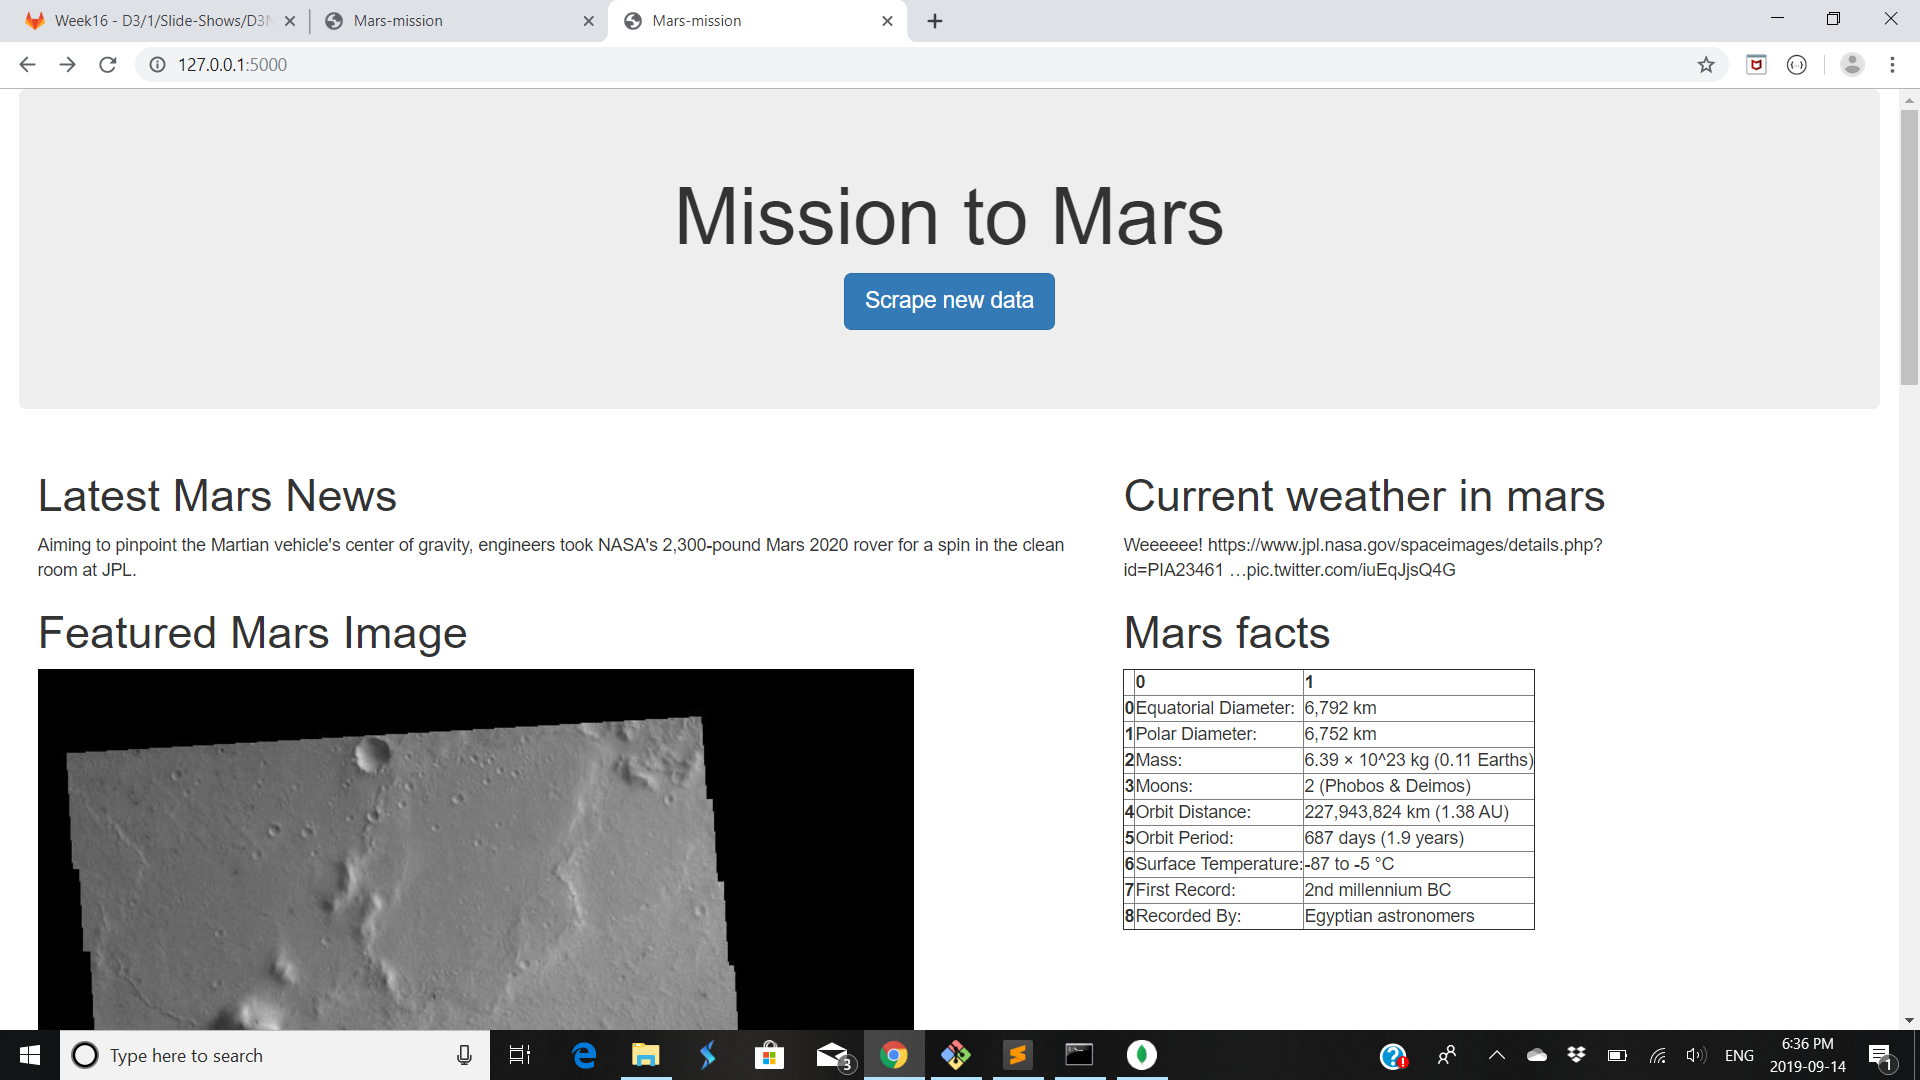 Week16 - D3/1/Slide-Shows/D3
Mars-mission
Mars-mission
127.0.0.1:5000
Mission to Mars
Scrape new data
Latest Mars News
Aiming to pinpoint the Martian vehicle's center of gravity, engineers took NASA's 2,300-pound Mars 2020 rover for a spin in the clean
room at JPL.
Current weather in mars
Weeeeee! https://www.jpl.nasa.gov/spaceimages/details.php?
id=PIA23461 …pic.twitter.com/iuEqJjsQ4G
Featured Mars Image
Mars facts
0 1
0 Equatorial Diameter: 6,792 km
1 Polar Diameter: 6,752 km
2 Mass: 6.39 × 10^23 kg (0.11 Earths)
3 Moons: 2 (Phobos & Deimos)
4 Orbit Distance: 227,943,824 km (1.38 AU)
5 Orbit Period: 687 days (1.9 years)
6 Surface Temperature: -87 to -5 °C
7 First Record: 2nd millennium BC
8 Recorded By: Egyptian astronomers
Type here to search
3
ENG
6:36 PM
2019-09-14
1